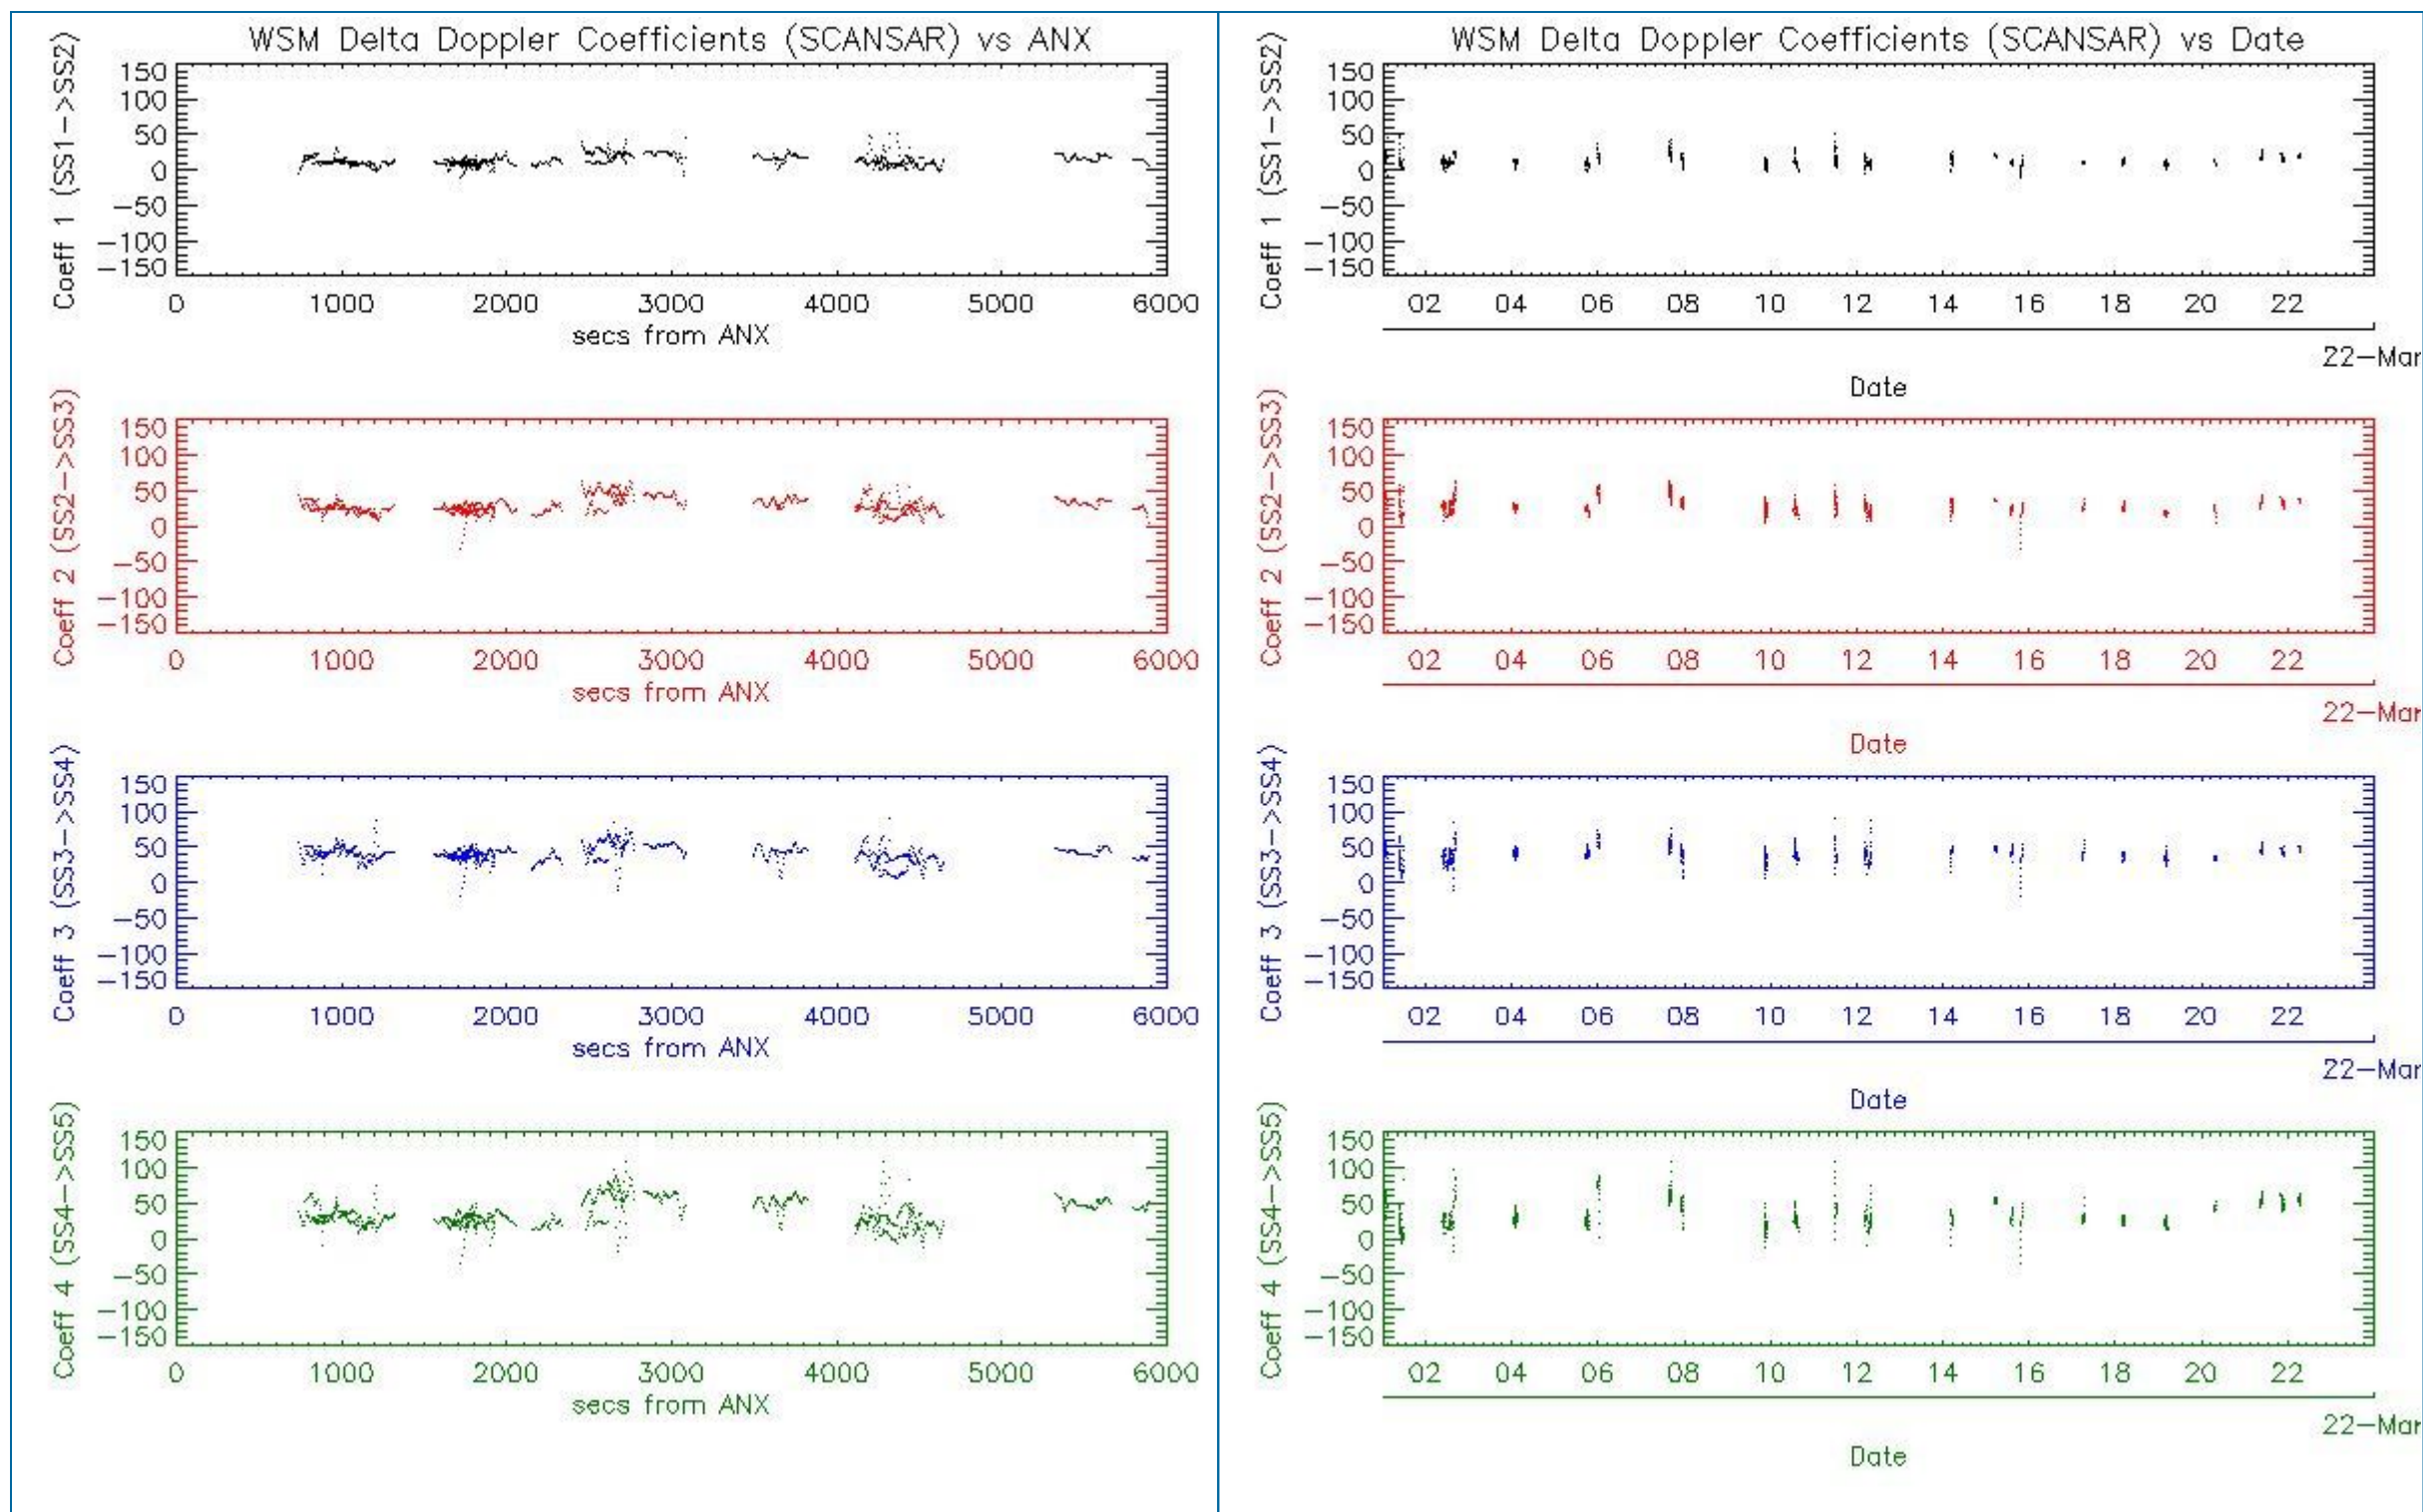 WSM Delta Doppler Coefficients (SCANSAR) vs ANX
Coeff 1 (SS1->SS2)
150
100
50
0
-50
-100
-150
0 1000 2000 3000 4000 5000 6000
secs from ANX
Coeff 2 (SS2->SS3)
150
100
50
0
-50
-100
-150
0 1000 2000 3000 4000 5000 6000
secs from ANX
Coeff 3 (SS3->SS4)
150
100
50
0
-50
-100
-150
0 1000 2000 3000 4000 5000 6000
secs from ANX
Coeff 4 (SS4->SS5)
150
100
50
0
-50
-100
-150
0 1000 2000 3000 4000 5000 6000
secs from ANX
WSM Delta Doppler Coefficients (SCANSAR) vs Date
Coeff 1 (SS1->SS2)
150
100
50
0
-50
-100
-150
02 04 06 08 10 12 14 16 18 20 22
22-Mar
Date
Coeff 2 (SS2->SS3)
150
100
50
0
-50
-100
-150
02 04 06 08 10 12 14 16 18 20 22
22-Mar
Date
Coeff 3 (SS3->SS4)
150
100
50
0
-50
-100
-150
02 04 06 08 10 12 14 16 18 20 22
22-Mar
Date
Coeff 4 (SS4->SS5)
150
100
50
0
-50
-100
-150
02 04 06 08 10 12 14 16 18 20 22
22-Mar
Date